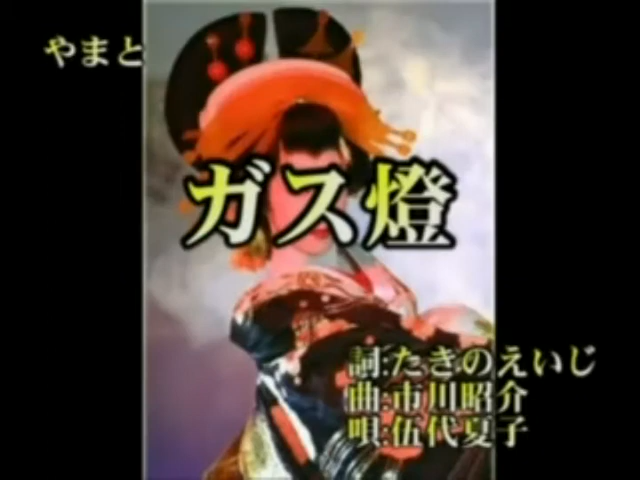 やまと
ガス燈
詞:たきのえいじ
曲:市川昭介
唄:伍代夏子